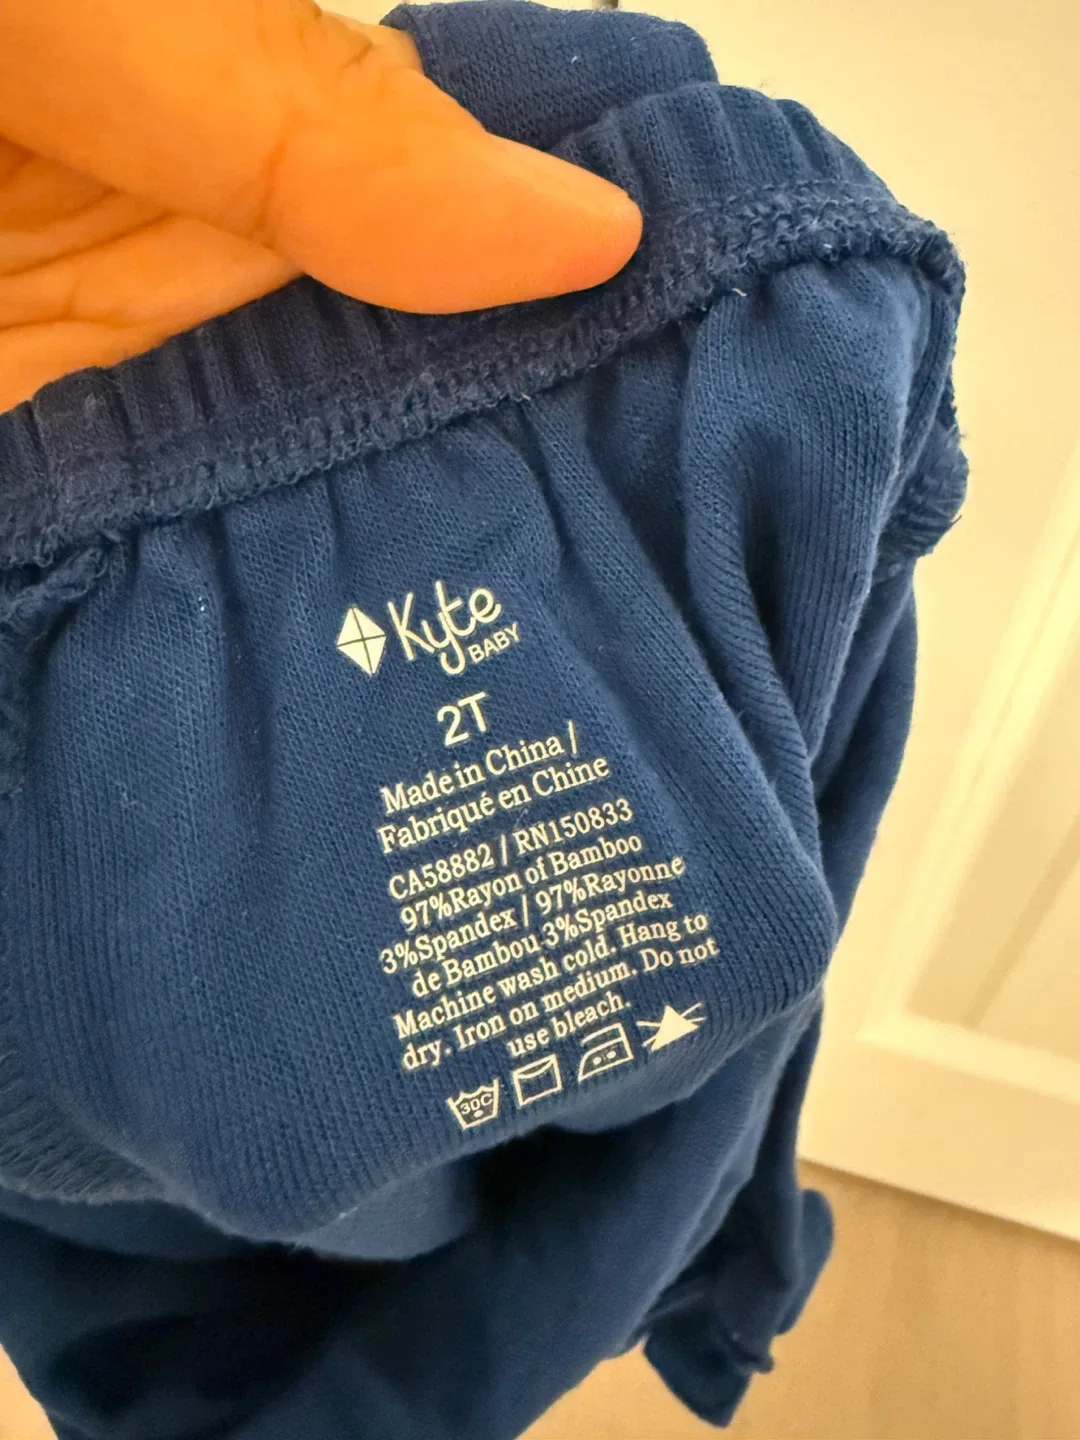 Kyte
BABY
2T
Made in China /
Fabriqué en Chine
CA58882 / RN150833
97%Rayon of Bamboo
3%Spandex / 97%Rayonne
de Bambou 3%Spandex
Machine wash cold. Hang to
dry. Iron on medium. Do not
use bleach.
30C